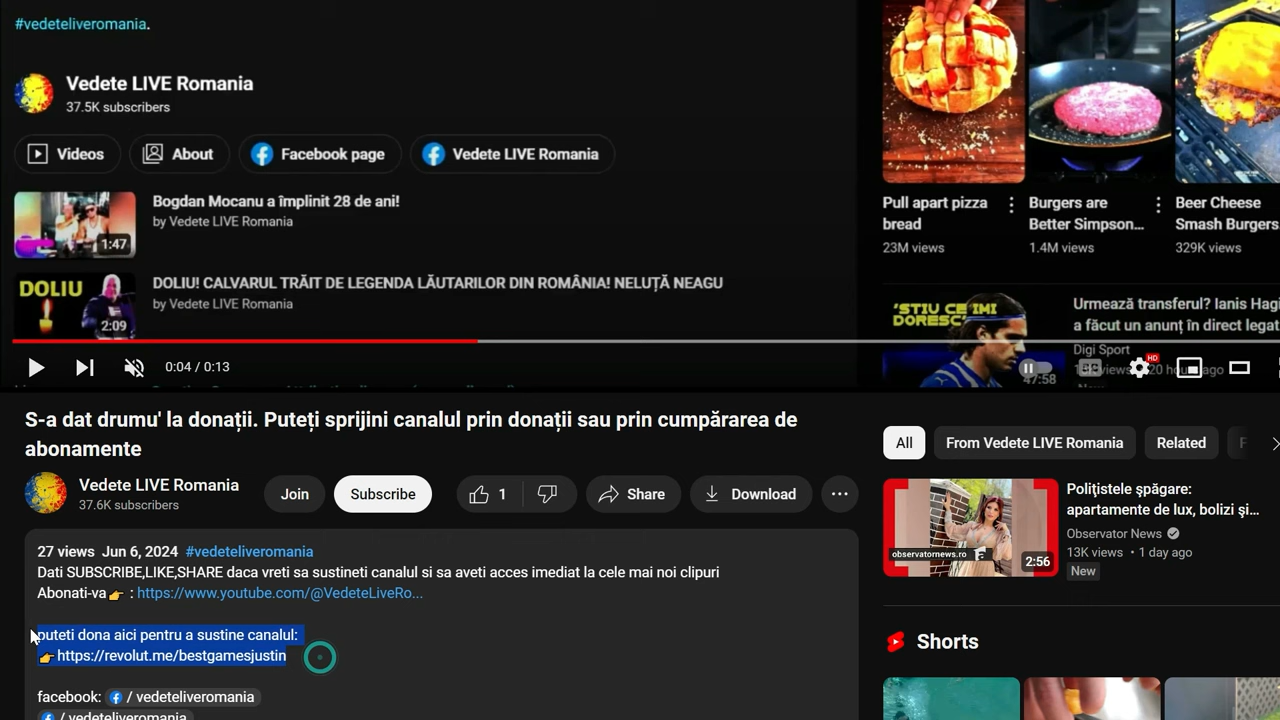 #vedeteliveromania.
Vedete LIVE Romania
37.5K subscribers
Videos
About
Facebook page
Vedete LIVE Romania
Bogdan Mocanu a împlinit 28 de ani!
by Vedete LIVE Romania
1:47
DOLIU! CALVARUL TRĂIT DE LEGENDA LĂUTARILOR DIN ROMÂNIA! NELUȚĂ NEAGU
by Vedete LIVE Romania
DOLIU
2:09
Pull apart pizza
bread
23M views
Burgers are
Better Simpson...
1.4M views
Beer Cheese
Smash Burgers
329K views
'STIU CE IMI
DORESC'
47:58
Urmează transferul? Ianis Hagi
a făcut un anunț în direct legat
Digi Sport
0:04 / 0:13
HD
S-a dat drumu' la donații. Puteți sprijini canalul prin donații sau prin cumpărarea de
abonamente
Vedete LIVE Romania
37.6K subscribers
Join
Subscribe
1
Share
Download
27 views Jun 6, 2024 #vedeteliveromania
Dati SUBSCRIBE,LIKE,SHARE daca vreti sa sustineti canalul si sa aveti acces imediat la cele mai noi clipuri
Abonati-va👉 : https://www.youtube.com/@VedeteLiveRo...
puteti dona aici pentru a sustine canalul:
👉https://revolut.me/bestgamesjustin
facebook: / vedeteliveromania
/ vedeteliveromania
All
From Vedete LIVE Romania
Related
observatornews.ro
2:56
Polițistele șpăgare:
apartamente de lux, bolizi și...
Observator News
13K views • 1 day ago
New
Shorts